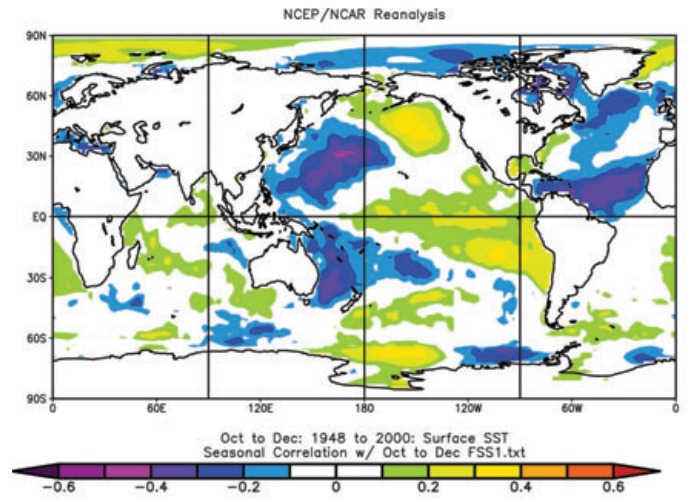 NCEP/NCAR Reanalysis
90N
60N
30N
EQ
30S
60S
90S
0 60E 120E 180 120W 60W 0
Oct to Dec: 1948 to 2000: Surface SST
Seasonal Correlation w/ Oct to Dec FSS1.txt
-0.6 -0.4 -0.2 0 0.2 0.4 0.6